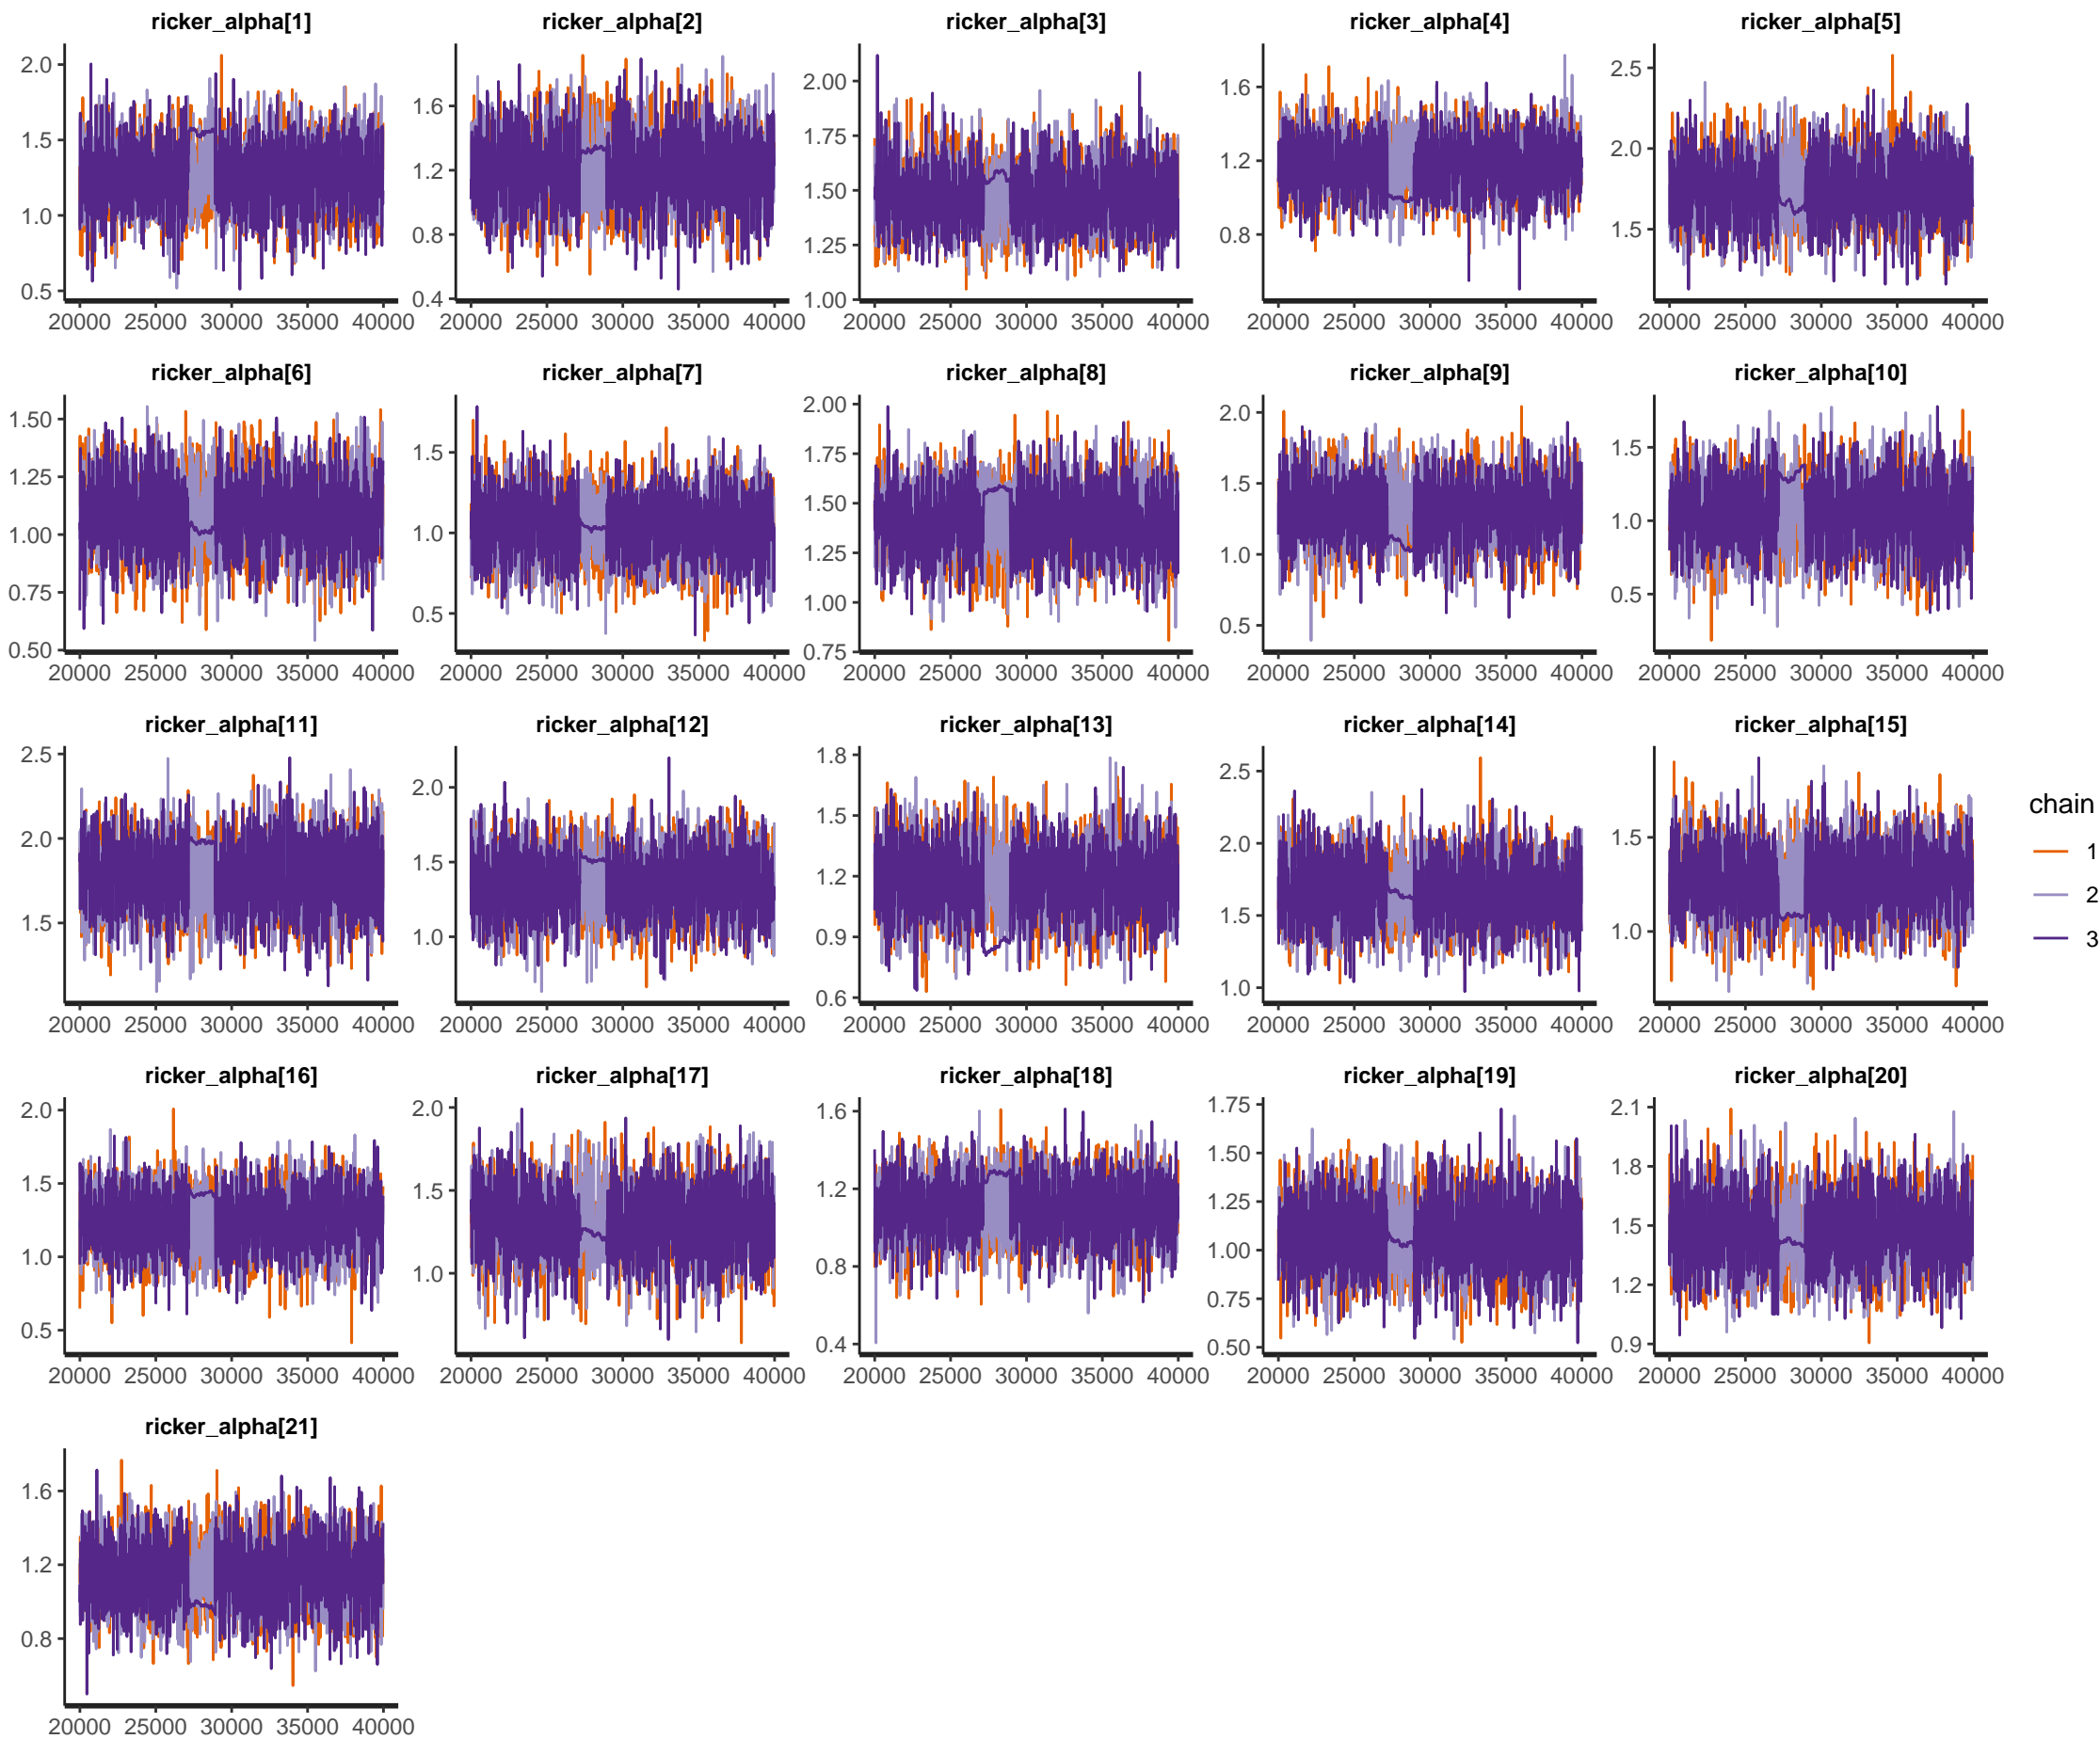 ricker_alpha[1] ricker_alpha[2] ricker_alpha[3] ricker_alpha[4] ricker_alpha[5]
2.0 1.5 1.0 0.5
1.6 1.2 0.8 0.4
2.00 1.75 1.50 1.25 1.00
1.6 1.2 0.8
2.5 2.0 1.5
20000 25000 30000 35000 40000 20000 25000 30000 35000 40000 20000 25000 30000 35000 40000 20000 25000 30000 35000 40000 20000 25000 30000 35000 40000
ricker_alpha[6] ricker_alpha[7] ricker_alpha[8] ricker_alpha[9] ricker_alpha[10]
1.50 1.25 1.00 0.75 0.50
1.5 1.0 0.5
2.00 1.75 1.50 1.25 1.00 0.75
2.0 1.5 1.0 0.5
1.5 1.0 0.5
20000 25000 30000 35000 40000 20000 25000 30000 35000 40000 20000 25000 30000 35000 40000 20000 25000 30000 35000 40000 20000 25000 30000 35000 40000
ricker_alpha[11] ricker_alpha[12] ricker_alpha[13] ricker_alpha[14] ricker_alpha[15]
2.5 2.0 1.5
2.0 1.5 1.0
1.8 1.5 1.2 0.9 0.6
2.5 2.0 1.5 1.0
1.5 1.0
20000 25000 30000 35000 40000 20000 25000 30000 35000 40000 20000 25000 30000 35000 40000 20000 25000 30000 35000 40000 20000 25000 30000 35000 40000
chain
1
2
3
ricker_alpha[16] ricker_alpha[17] ricker_alpha[18] ricker_alpha[19] ricker_alpha[20]
2.0 1.5 1.0 0.5
2.0 1.5 1.0
1.6 1.2 0.8 0.4
1.75 1.50 1.25 1.00 0.75 0.50
2.1 1.8 1.5 1.2 0.9
20000 25000 30000 35000 40000 20000 25000 30000 35000 40000 20000 25000 30000 35000 40000 20000 25000 30000 35000 40000 20000 25000 30000 35000 40000
ricker_alpha[21]
1.6 1.2 0.8
20000 25000 30000 35000 40000